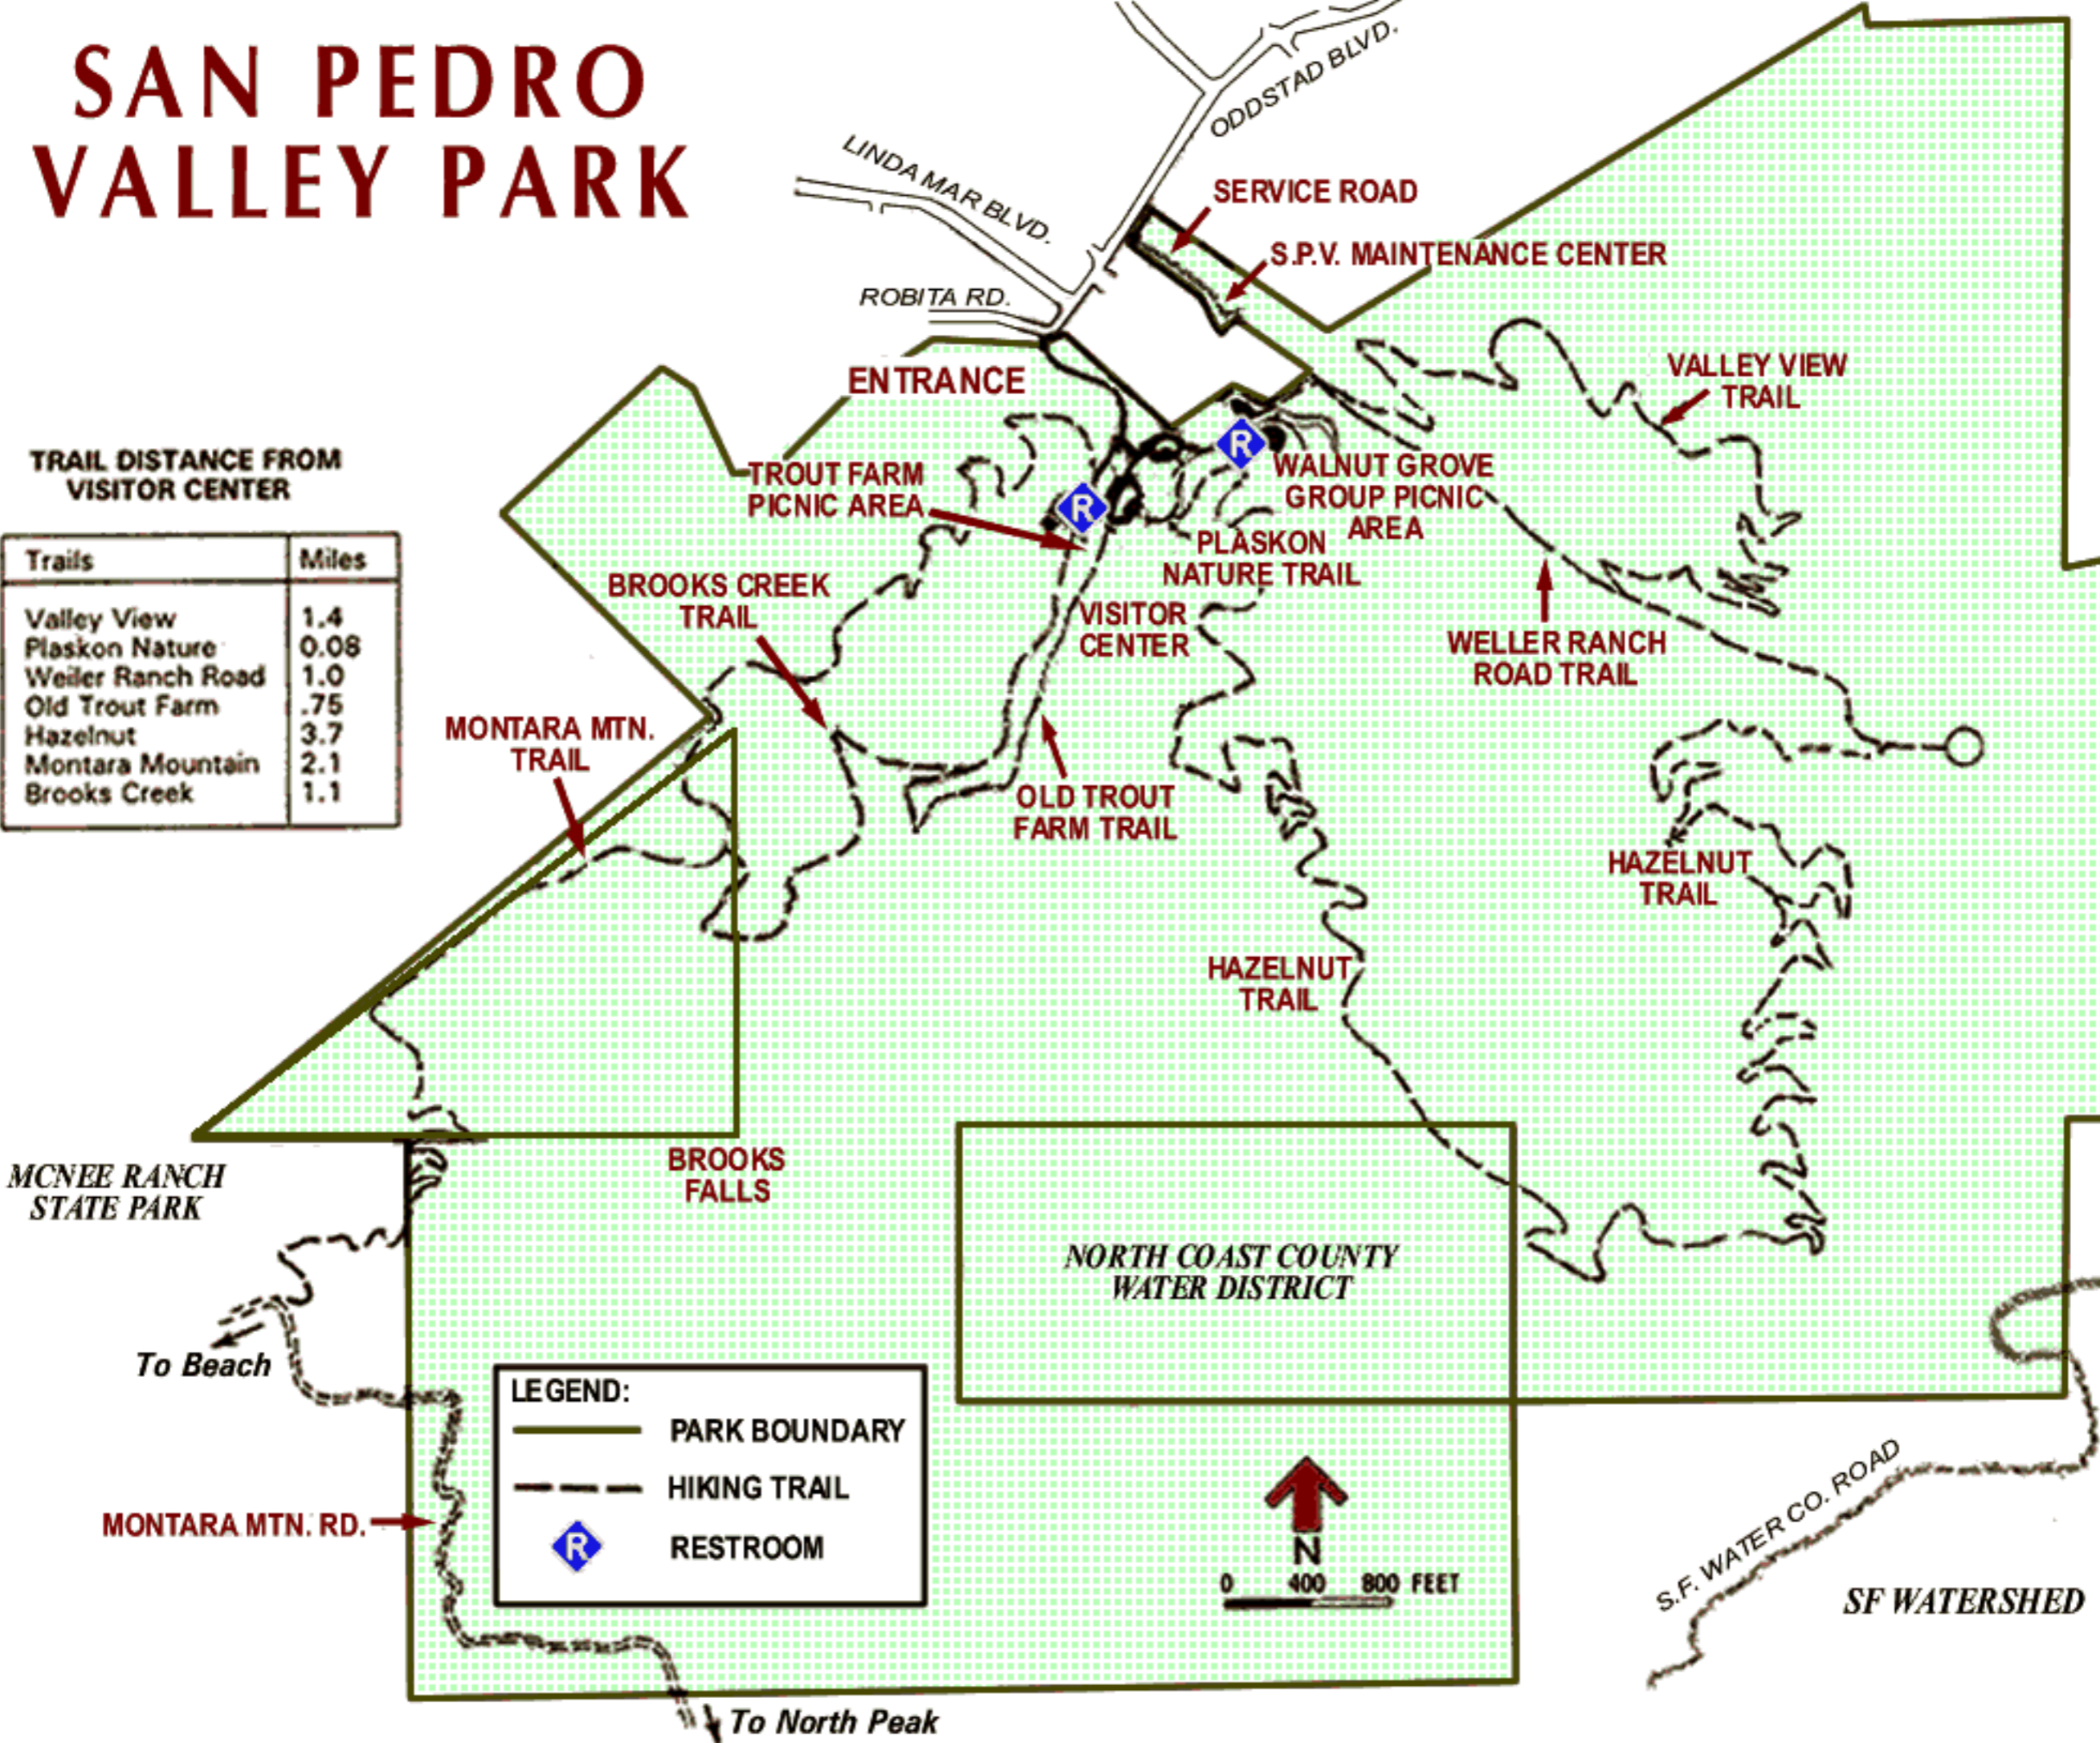 SAN PEDRO
VALLEY PARK
ODDSTAD BLVD.
LINDA MAR BLVD.
ROBITA RD.
SERVICE ROAD
S.P.V. MAINTENANCE CENTER
ENTRANCE
VALLEY VIEW
TRAIL
TRAIL DISTANCE FROM
VISITOR CENTER
Trails Miles
Valley View 1.4
Plaskon Nature 0.08
Weiler Ranch Road 1.0
Old Trout Farm .75
Hazelnut 3.7
Montara Mountain 2.1
Brooks Creek 1.1
TROUT FARM
PICNIC AREA
R
R
WALNUT GROVE
GROUP PICNIC
AREA
PLASKON
NATURE TRAIL
BROOKS CREEK
TRAIL
VISITOR
CENTER
WELLER RANCH
ROAD TRAIL
MONTARA MTN.
TRAIL
OLD TROUT
FARM TRAIL
HAZELNUT
TRAIL
HAZELNUT
TRAIL
BROOKS
FALLS
MCNEE RANCH
STATE PARK
NORTH COAST COUNTY
WATER DISTRICT
To Beach
LEGEND:
PARK BOUNDARY
HIKING TRAIL
R RESTROOM
MONTARA MTN. RD.
N
0 400 800 FEET
S.F. WATER CO. ROAD
SF WATERSHED
To North Peak